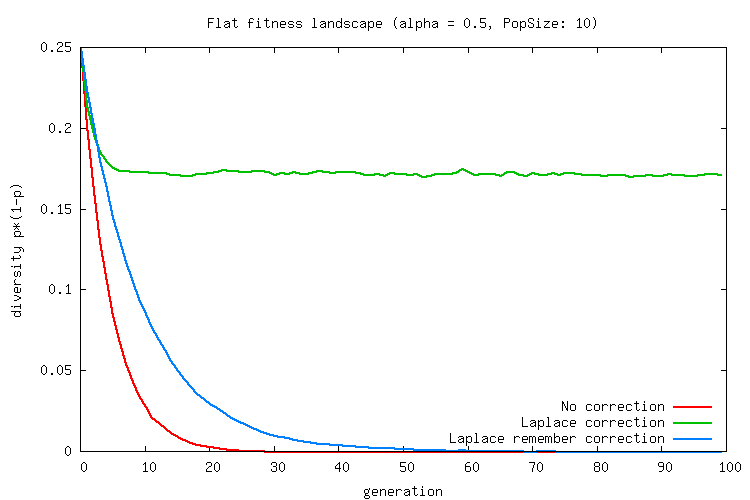 Flat fitness landscape (alpha = 0.5, PopSize: 10)
0.25
0.2
0.15
0.1
0.05
0
diversity p*(1-p)
No correction
Laplace correction
Laplace remember correction
0 10 20 30 40 50 60 70 80 90 100
generation